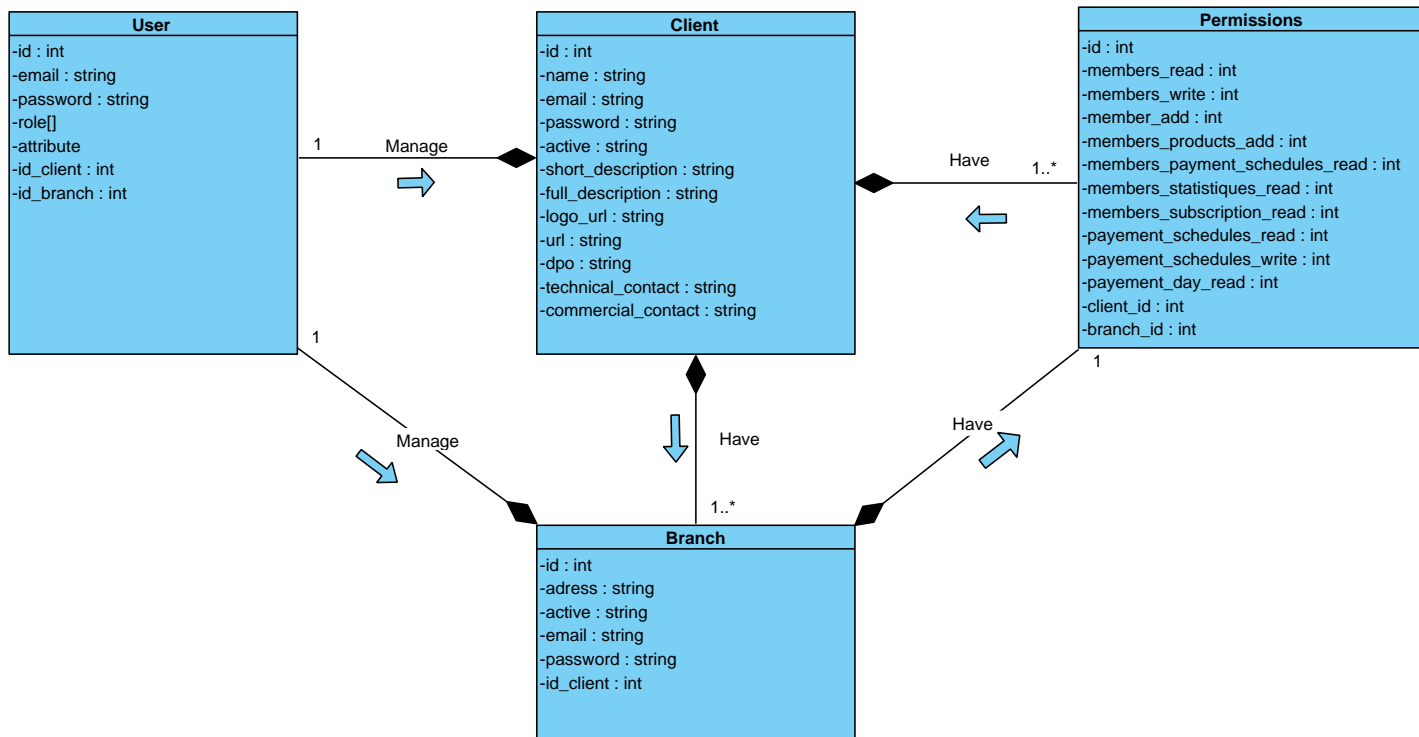 User
-id : int
-email : string
-password : string
-role[]
-attribute
-id_client : int
-id_branch : int
1
Manage
Client
-id : int
-name : string
-email : string
-password : string
-active : string
-short_description : string
-full_description : string
-logo_url : string
-url : string
-dpo : string
-technical_contact : string
-commercial_contact : string
Have
1..*
Permissions
-id : int
-members_read : int
-members_write : int
-member_add : int
-members_products_add : int
-members_payment_schedules_read : int
-members_statistiques_read : int
-members_subscription_read : int
-payement_schedules_read : int
-payement_schedules_write : int
-payement_day_read : int
-client_id : int
-branch_id : int
1
Manage
Have
1..*
Have
1
Branch
-id : int
-adress : string
-active : string
-email : string
-password : string
-id_client : int